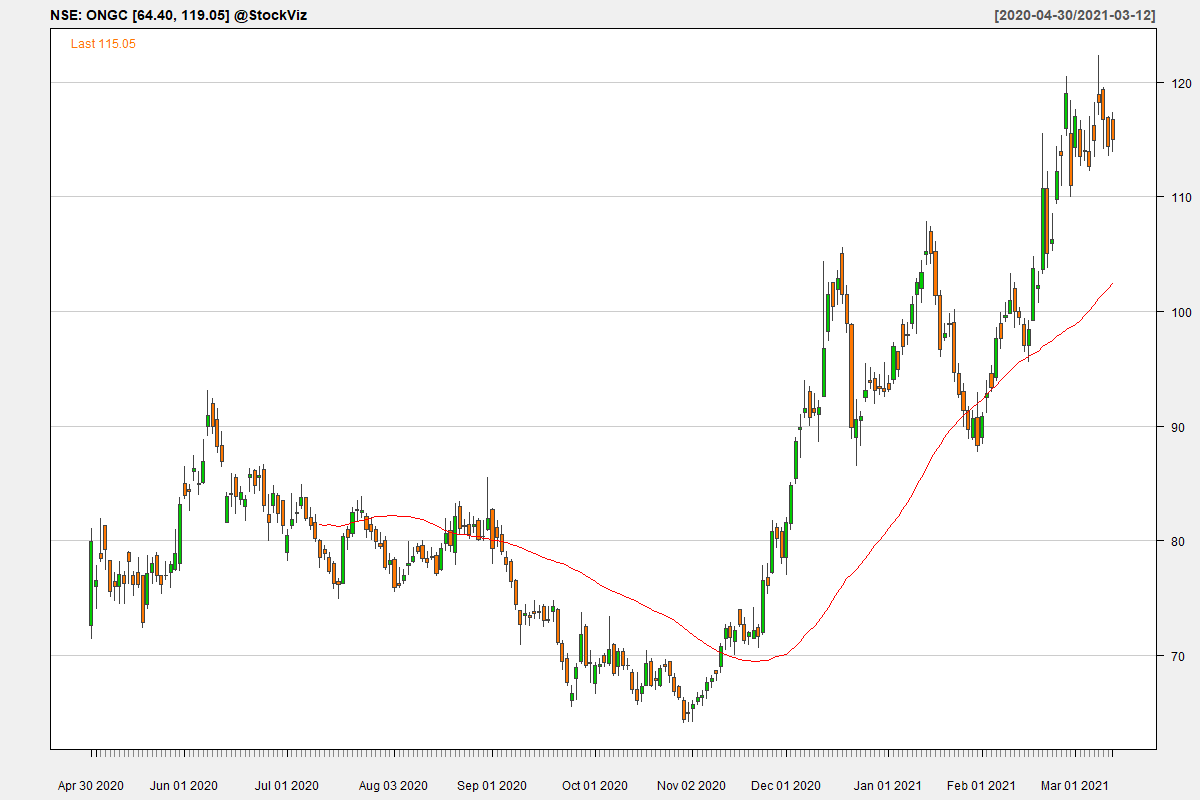 NSE: ONGC [64.40, 119.05] @StockViz
[2020-04-30/2021-03-12]
Last 115.05
120
110
100
90
80
70
Apr 30 2020 Jun 01 2020 Jul 01 2020 Aug 03 2020 Sep 01 2020 Oct 01 2020 Nov 02 2020 Dec 01 2020 Jan 01 2021 Feb 01 2021 Mar 01 2021